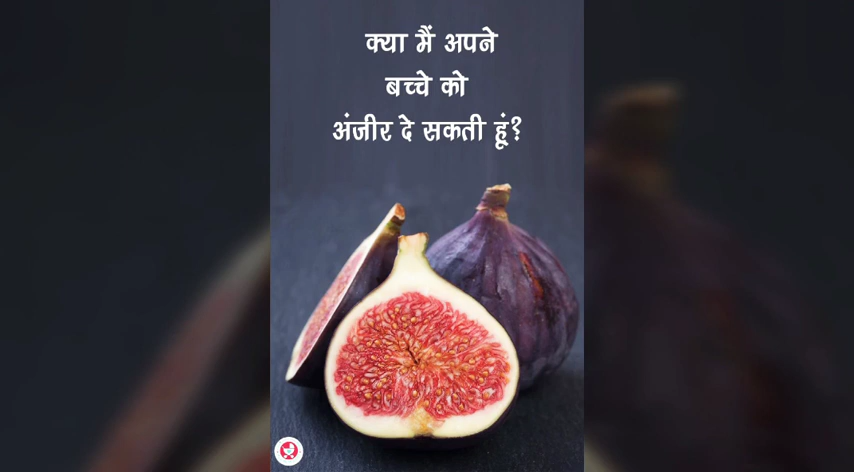 क्या मैं अपने
बच्चे को
अंजीर दे सकती हूं?